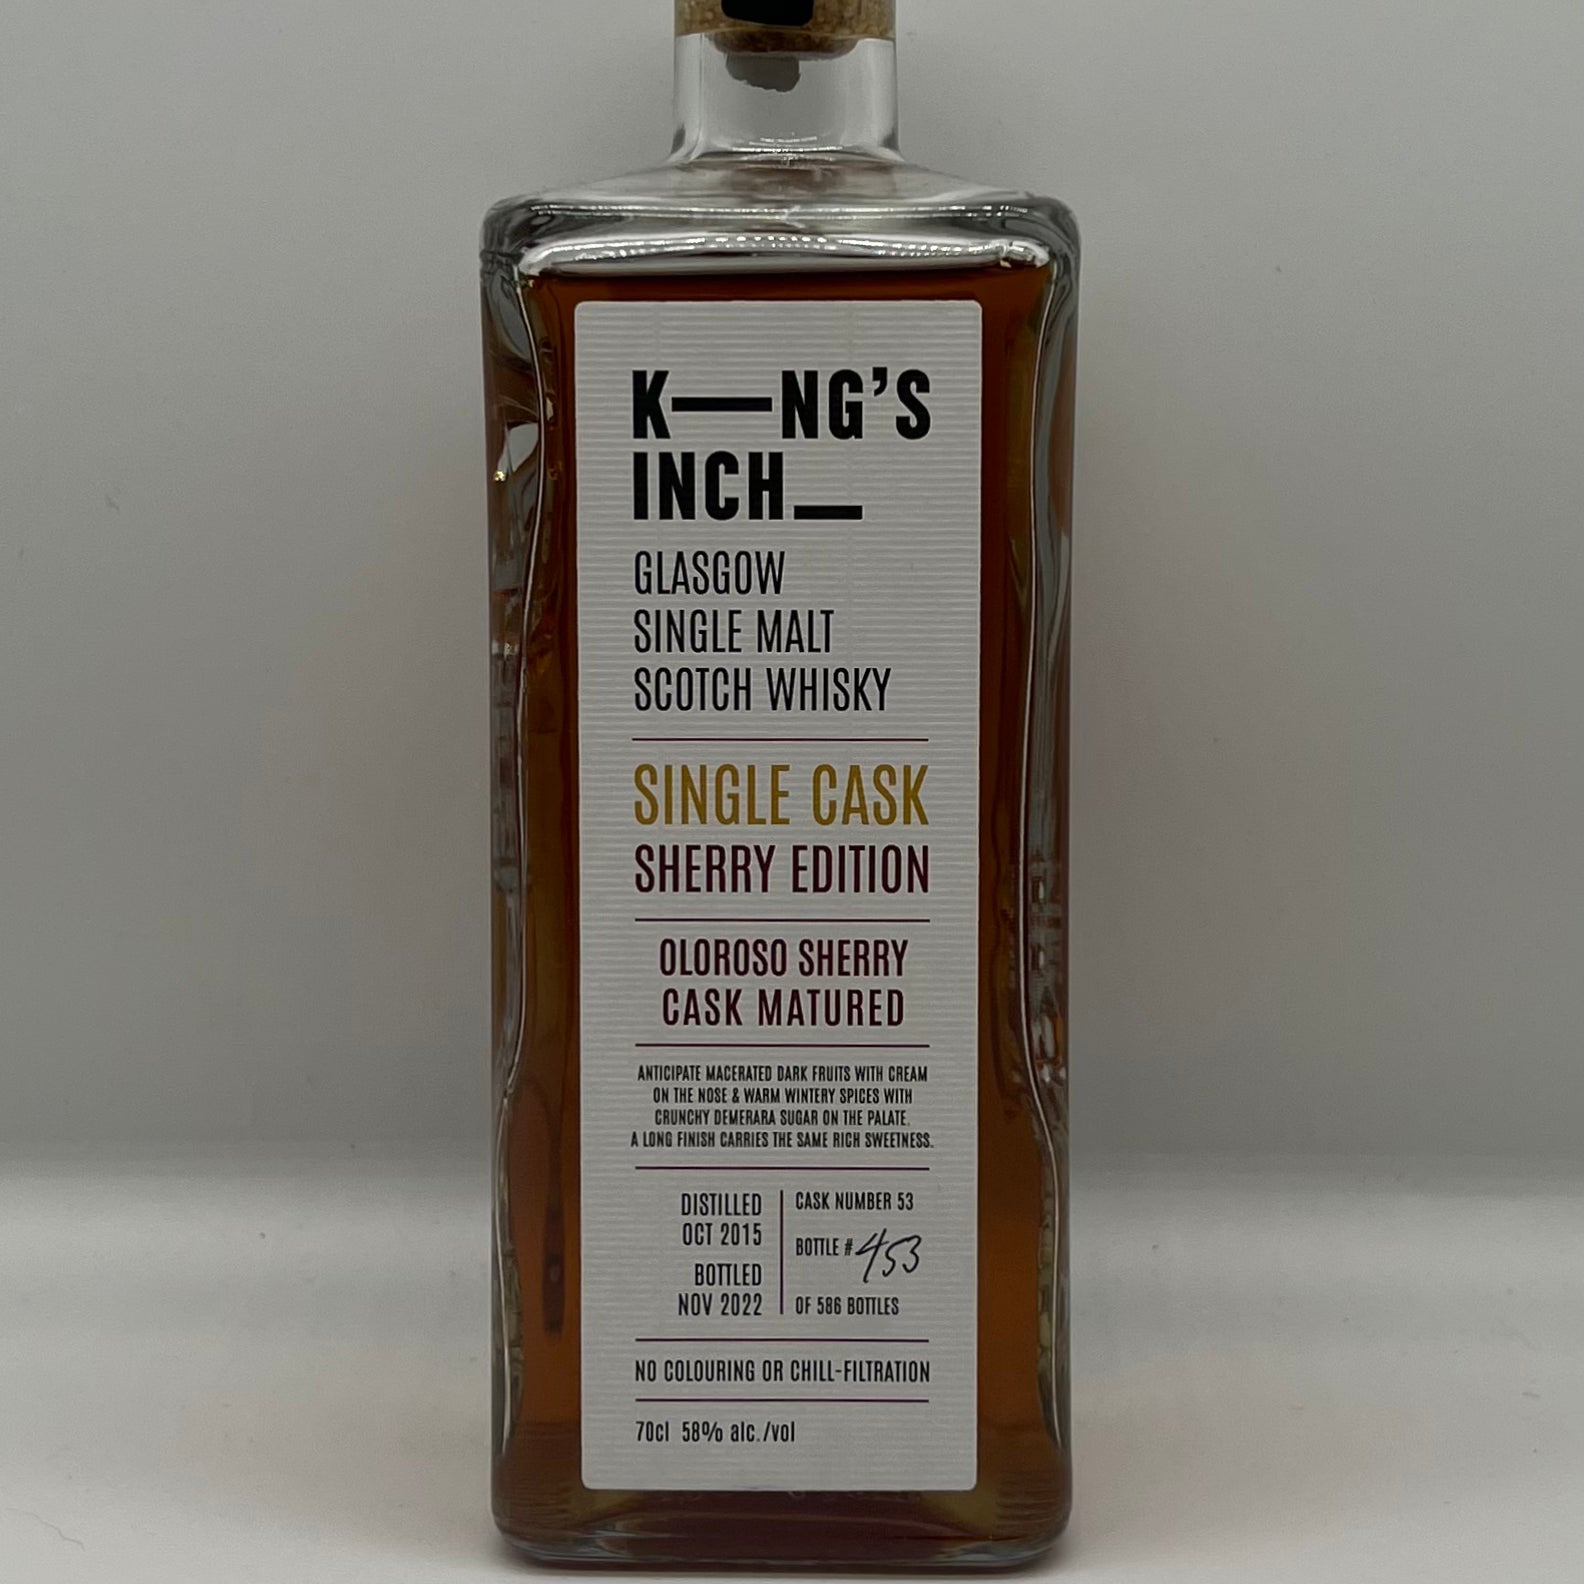 K—NG'S
INCH_
GLASGOW
SINGLE MALT
SCOTCH WHISKY
SINGLE CASK
SHERRY EDITION
OLOROSO SHERRY
CASK MATURED
ANTICIPATE MACERATED DARK FRUITS WITH CREAM
ON THE NOSE & WARM WINTERY SPICES WITH
CRUNCHY DEMERARA SUGAR ON THE PALATE.
A LONG FINISH CARRIES THE SAME RICH SWEETNESS.
DISTILLED
OCT 2015
BOTTLED
NOV 2022
CASK NUMBER 53
BOTTLE # 453
OF 586 BOTTLES
NO COLOURING OR CHILL-FILTRATION
70cl 58% alc./vol